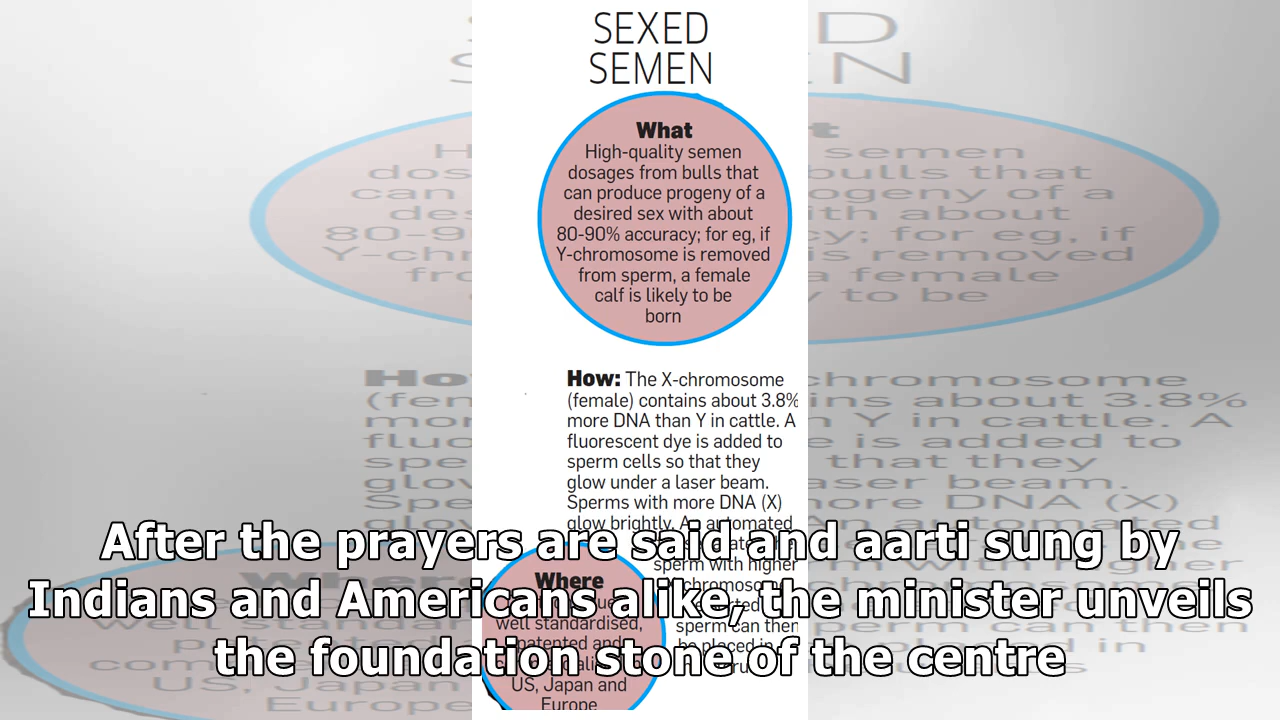 SEXED
SEMEN
What
High-quality semen
dosages from bulls that
can produce progeny of a
desired sex with about
80-90% accuracy; for eg, if
Y-chromosome is removed
from sperm, a female
calf is likely to be
born
How: The X-chromosome
(female) contains about 3.8%
more DNA than Y in cattle. A
fluorescent dye is added to
sperm cells so that they
glow under a laser beam.
Sperms with more DNA (X)
glow brightly. An automated
sperm with higher
sperm can then
be placed in
Where
well standardised,
patented and
US, Japan and
Europe
After the prayers are said and aarti sung by
Indians and Americans alike, the minister unveils
the foundation stone of the centre